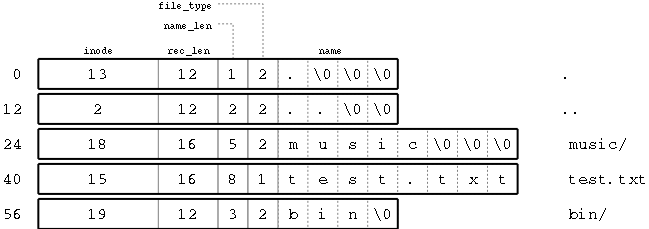 file_type
name_len
inode rec_len name
0 13 12 1 2 . \0 \0 \0 .
12 2 12 2 2 . . \0 \0 ..
24 18 16 5 2 m u s i c \0 \0 \0 music/
40 15 16 8 1 t e s t . t x t test.txt
56 19 12 3 2 b i n \0 bin/